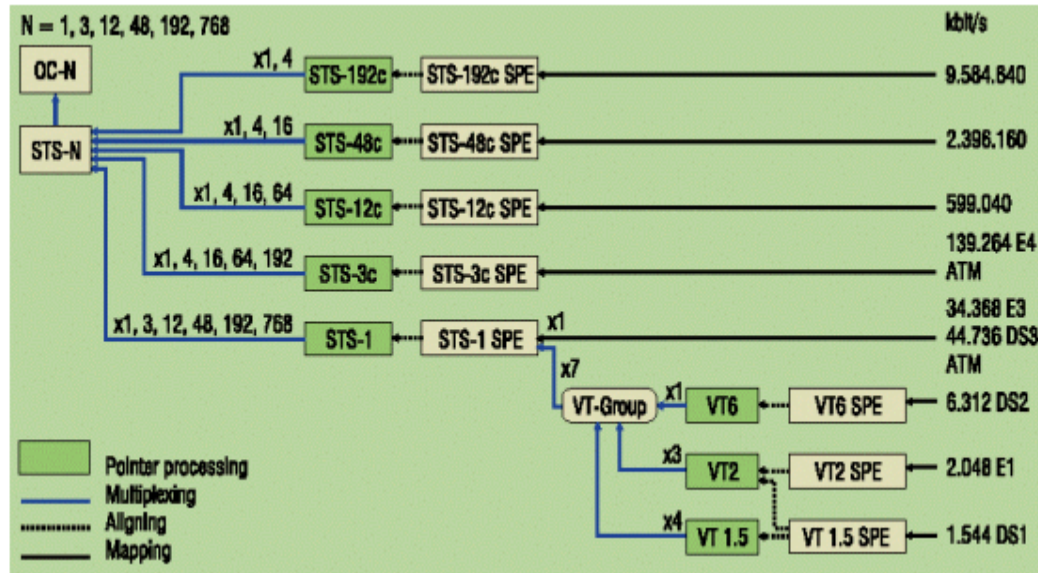 N = 1, 3, 12, 48, 192, 768
kbit/s
OC-N
x1, 4
STS-192c
STS-192c SPE
9.584.640
STS-N
x1, 4, 16
STS-48c
STS-48c SPE
2.396.160
x1, 4, 16, 64
STS-12c
STS-12c SPE
599.040
x1, 4, 16, 64, 192
STS-3c
STS-3c SPE
139.264 E4
ATM
x1, 3, 12, 48, 192, 768
STS-1
STS-1 SPE
x1
34.368 E3
44.736 DS3
ATM
x7
VT-Group
x1
VT6
VT6 SPE
6.312 DS2
x3
VT2
VT2 SPE
2.048 E1
x4
VT 1.5
VT 1.5 SPE
1.544 DS1
Pointer processing
Multiplexing
Aligning
Mapping